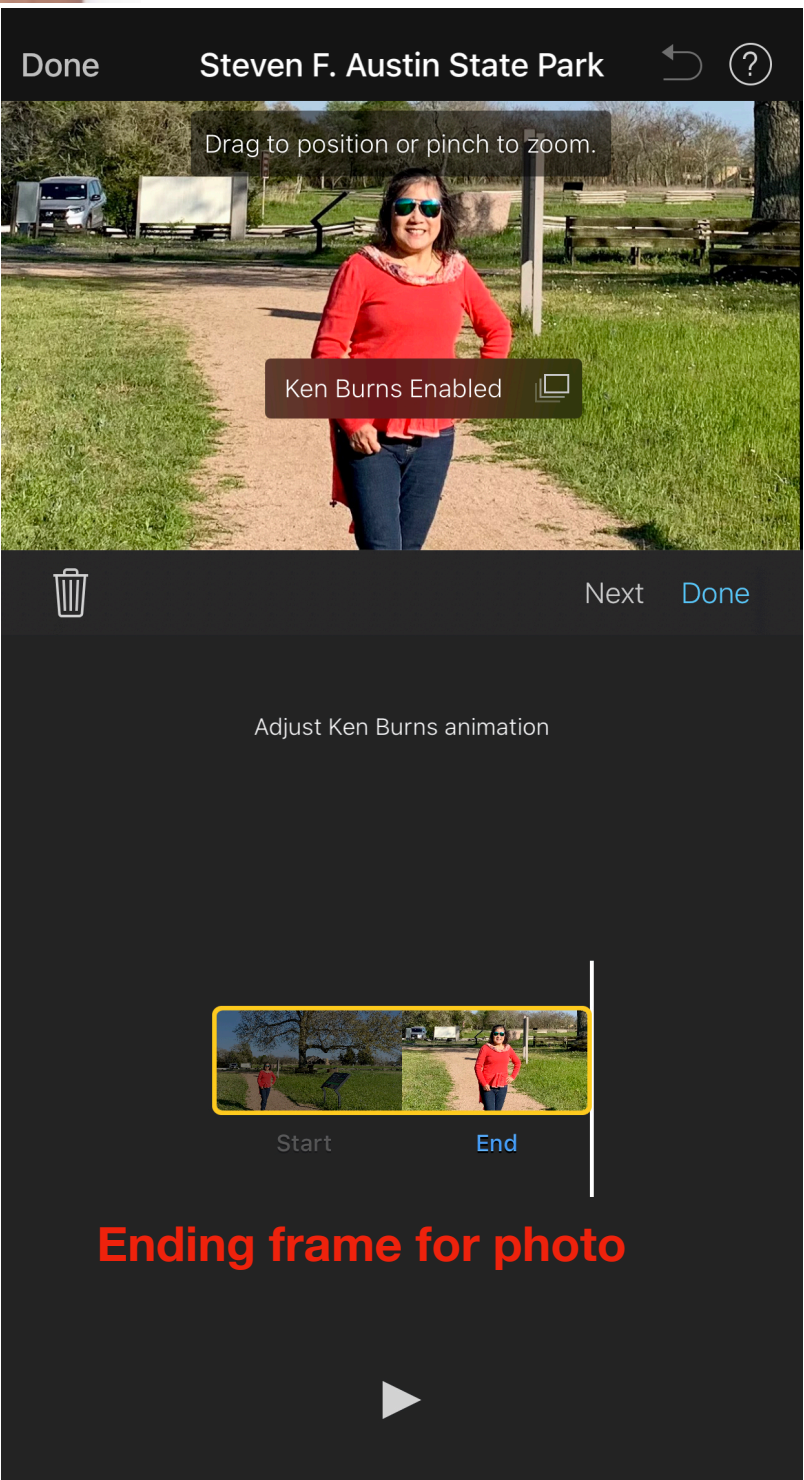 Done Steven F. Austin State Park ?
Drag to position or pinch to zoom.
Ken Burns Enabled
Next Done
Adjust Ken Burns animation
Start End
Ending frame for photo